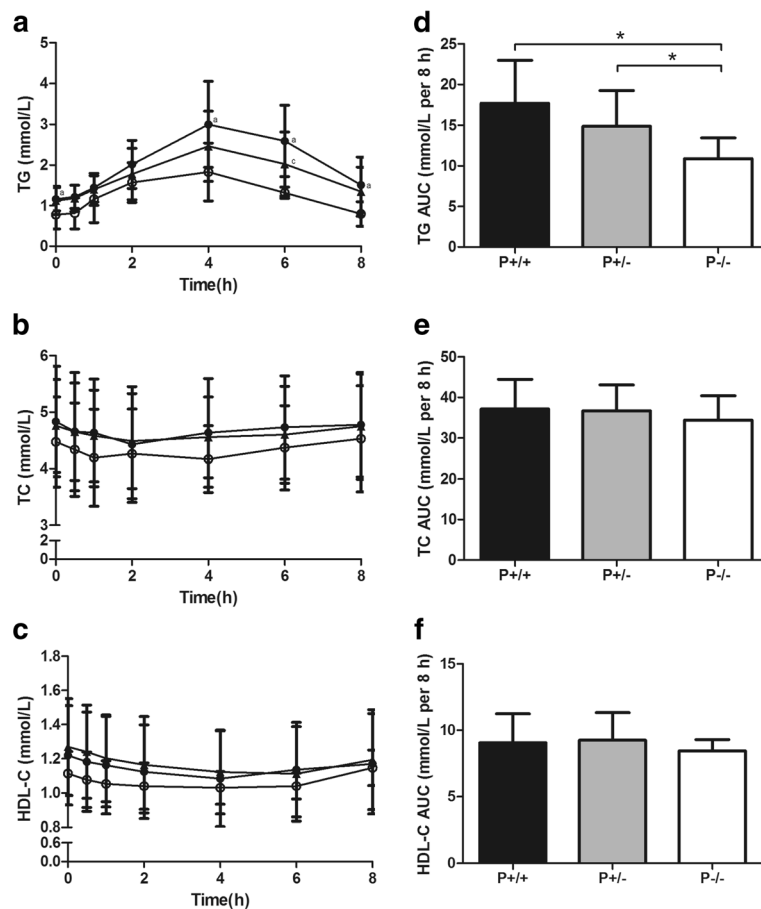 a
TG (mmol/L)
5
4
3
2
1
0
a
a
a
c
a
0 2 4 6 8
Time(h)
d
TG AUC (mmol/L per 8 h)
25
20
15
10
5
0
*
*
P+/+ P+/- P-/-
b
TC (mmol/L)
6
5
4
3
2
0
0 2 4 6 8
Time(h)
e
TC AUC (mmol/L per 8 h)
50
40
30
20
10
0
P+/+ P+/- P-/-
c
HDL-C (mmol/L)
1.8
1.6
1.4
1.2
1.0
0.8
0.6
0.0
0 2 4 6 8
Time(h)
f
HDL-C AUC (mmol/L per 8 h)
15
10
5
0
P+/+ P+/- P-/-